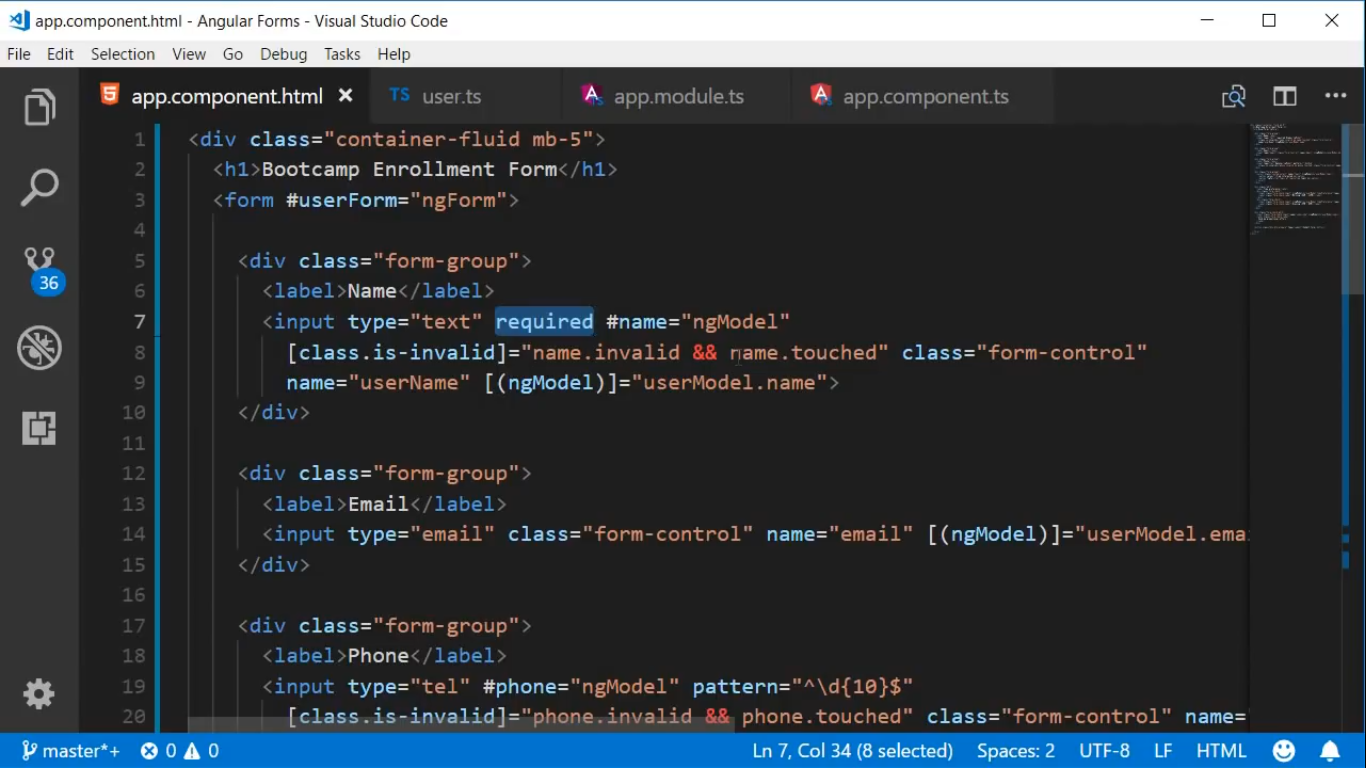 app.component.html - Angular Forms - Visual Studio Code
File Edit Selection View Go Debug Tasks Help
app.component.html TS user.ts app.module.ts app.component.ts
1 <div class="container-fluid mb-5">
2 <h1>Bootcamp Enrollment Form</h1>
3 <form #userForm="ngForm">
4
5 <div class="form-group">
6 <label>Name</label>
7 <input type="text" required #name="ngModel"
8 [class.is-invalid]="name.invalid && name.touched" class="form-control"
9 name="userName" [(ngModel)]="userModel.name">
10 </div>
11
12 <div class="form-group">
13 <label>Email</label>
14 <input type="email" class="form-control" name="email" [(ngModel)]="userModel.emai
15 </div>
16
17 <div class="form-group">
18 <label>Phone</label>
19 <input type="tel" #phone="ngModel" pattern="^\d{10}$"
20 [class.is-invalid]="phone.invalid && phone.touched" class="form-control" name="
36
master*+ 0 0 Ln 7, Col 34 (8 selected) Spaces: 2 UTF-8 LF HTML